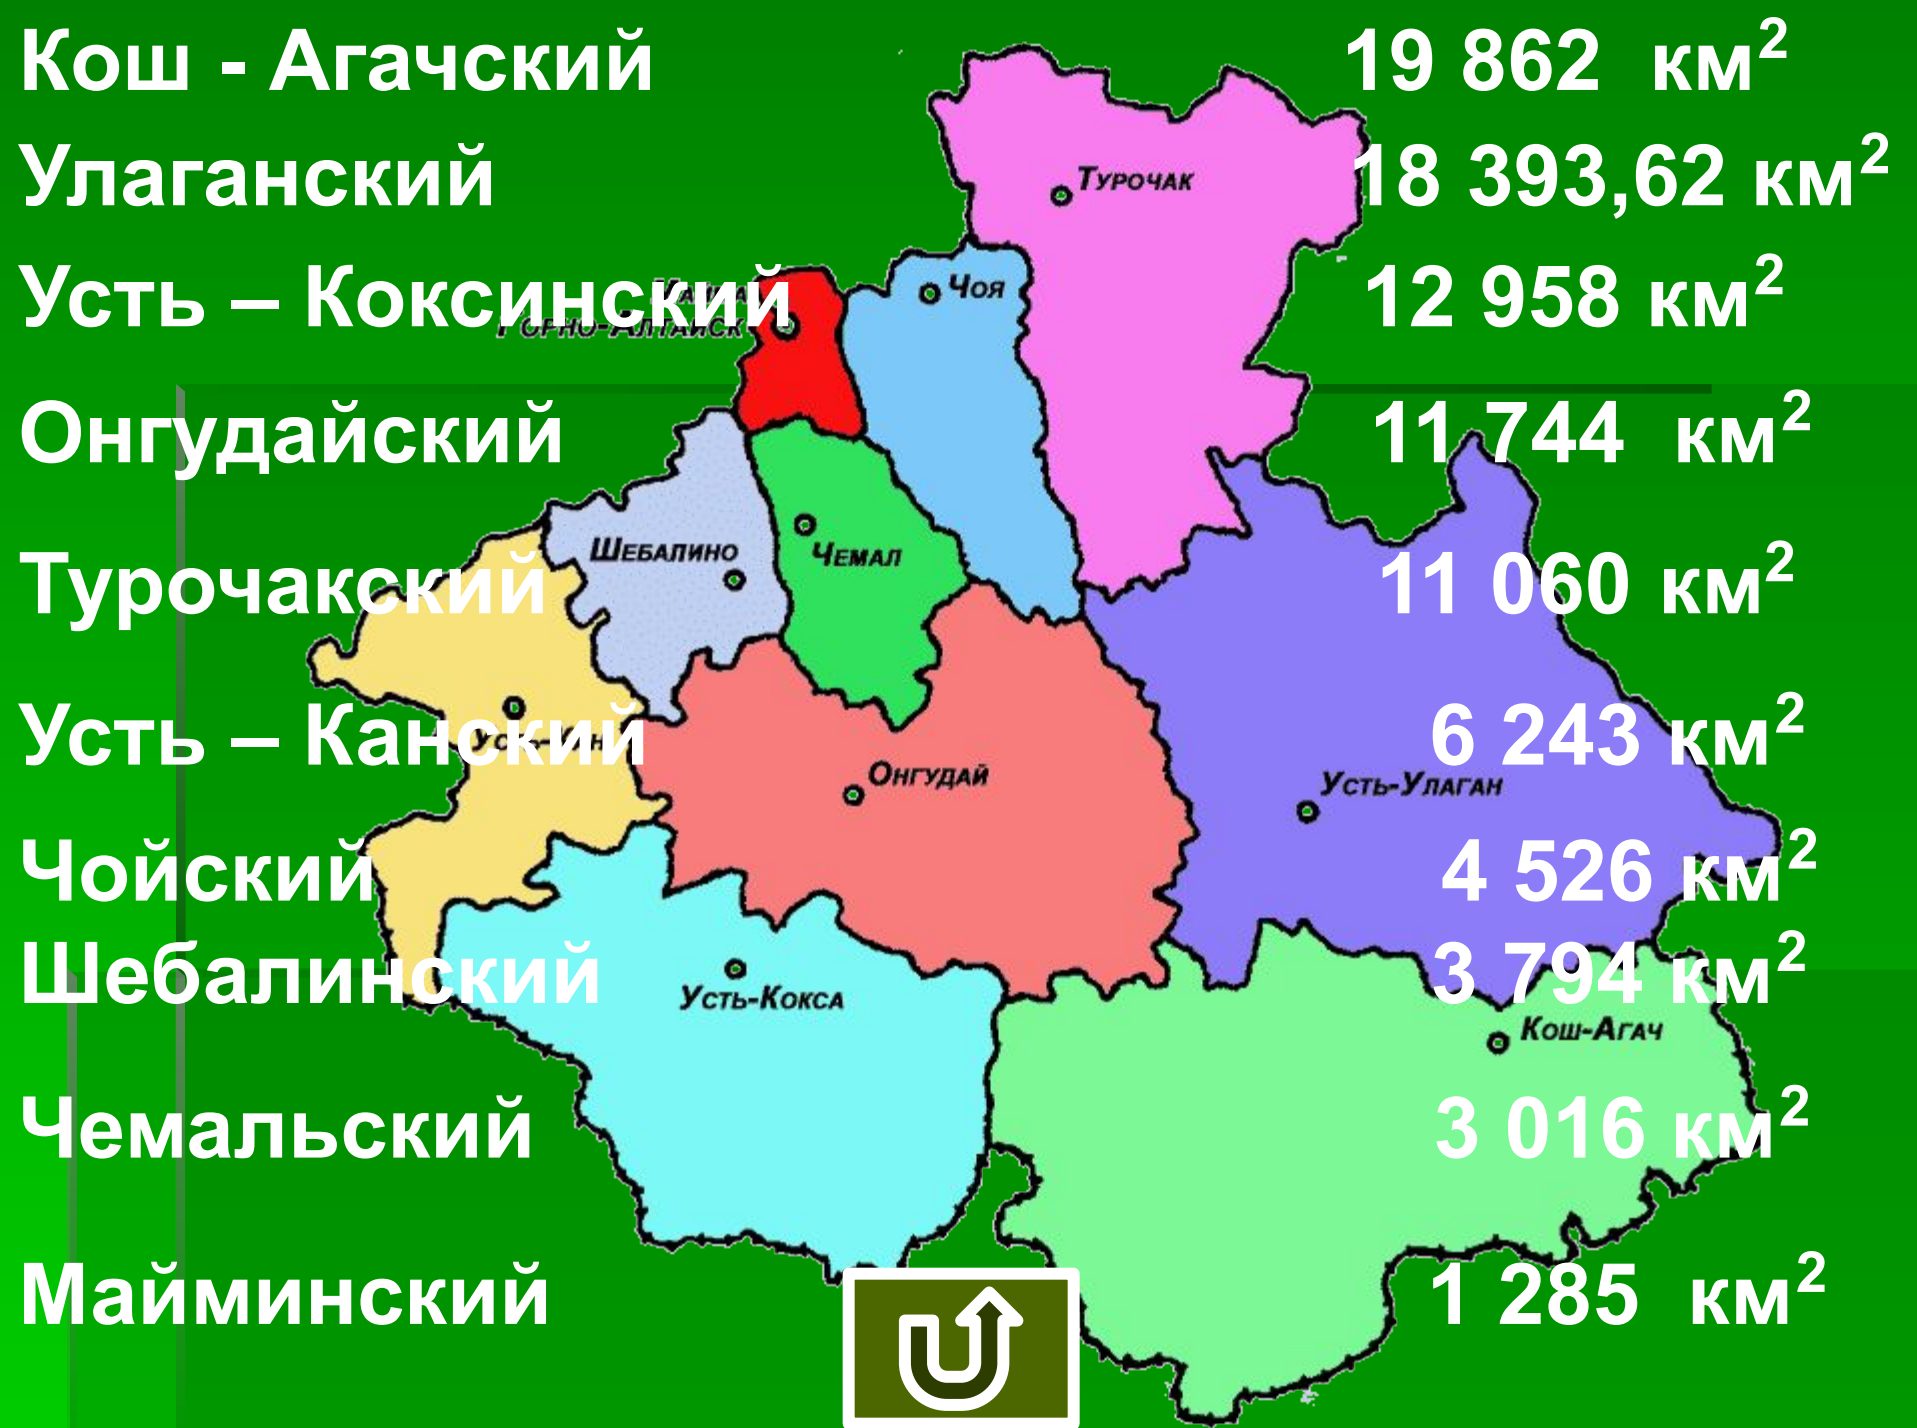 Кош - Агачский 19 862 км²
Улаганский 18 393,62 км²
Турочак
Усть – Коксинский 12 958 км²
Чоя
Горно-Алтайск
Онгудайский 11 744 км²
Шебалино
Чемал
Турочакский 11 060 км²
Усть – Канский 6 243 км²
Онгудай
Усть-Улаган
Чойский 4 526 км²
Шебалинский 3 794 км²
Усть-Кокса
Кош-Агач
Чемальский 3 016 км²
Майминский 1 285 км²